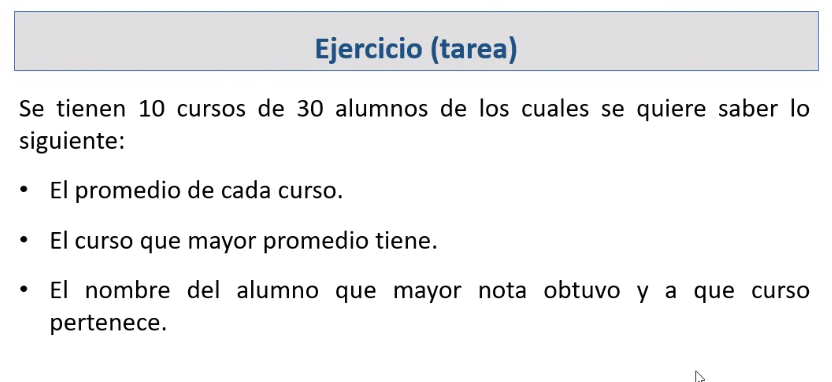 Ejercicio (tarea)
Se tienen 10 cursos de 30 alumnos de los cuales se quiere saber lo
siguiente:
• El promedio de cada curso.
• El curso que mayor promedio tiene.
• El nombre del alumno que mayor nota obtuvo y a que curso
pertenece.